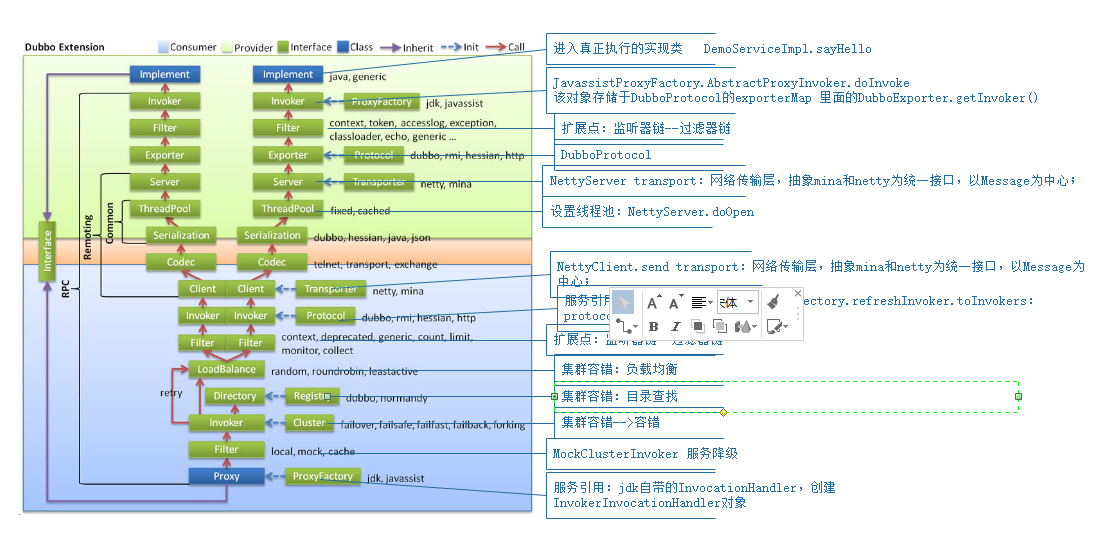 Dubbo Extension
Consumer
Provider
Interface
Class
Inherit
Init
Call
Implement
Implement
java, generic
进入真正执行的实现类 DemoServiceImpl.sayHello
Invoker
Invoker
ProxyFactory
jdk, javassist
JavassistProxyFactory.AbstractProxyInvoker.doInvoke
该对象存储于DubboProtocol的exporterMap 里面的DubboExporter.getInvoker()
Filter
Filter
context, token, accesslog, exception,
classloader, echo, generic ...
扩展点：监听器链--过滤器链
Exporter
Exporter
Protocol
dubbo, rmi, hessian, http
DubboProtocol
Server
Server
Transporter
netty, mina
NettyServer transport：网络传输层，抽象mina和netty为统一接口，以Message为中心；
ThreadPool
ThreadPool
fixed, cached
设置线程池：NettyServer.doOpen
Interface
RPC
Remoting
Common
Serialization
Serialization
dubbo, hessian, java, json
Codec
Codec
telnet, transport, exchange
Client
Client
Transporter
netty, mina
NettyClient.send transport：网络传输层，抽象mina和netty为统一接口，以Message为
中心；
Invoker
Invoker
Protocol
dubbo, rmi, hessian, http
服务引用
ectory.refreshInvoker.toInvokers：
protoco
Filter
Filter
context, deprecated, generic, count, limit,
monitor, collect
扩展点：监听器链--过滤器链
A
A
体
B
I
LoadBalance
random, roundrobin, leastactive
集群容错：负载均衡
retry
Directory
Registry
dubbo, normandy
集群容错：目录查找
Invoker
Cluster
failover, failsafe, failfast, failback, forking
集群容错-->容错
Filter
local, mock, cache
MockClusterInvoker 服务降级
Proxy
ProxyFactory
jdk, javassist
服务引用：jdk自带的InvocationHandler，创建
InvokerInvocationHandler对象